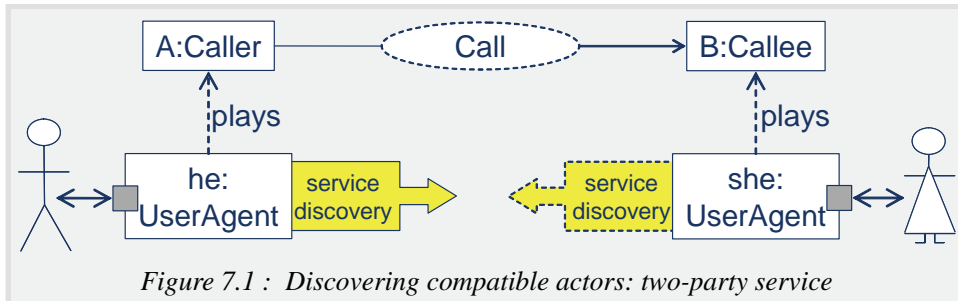 A:Caller
Call
B:Callee
plays
plays
he:
UserAgent
service
discovery
service
discovery
she:
UserAgent
Figure 7.1 : Discovering compatible actors: two-party service